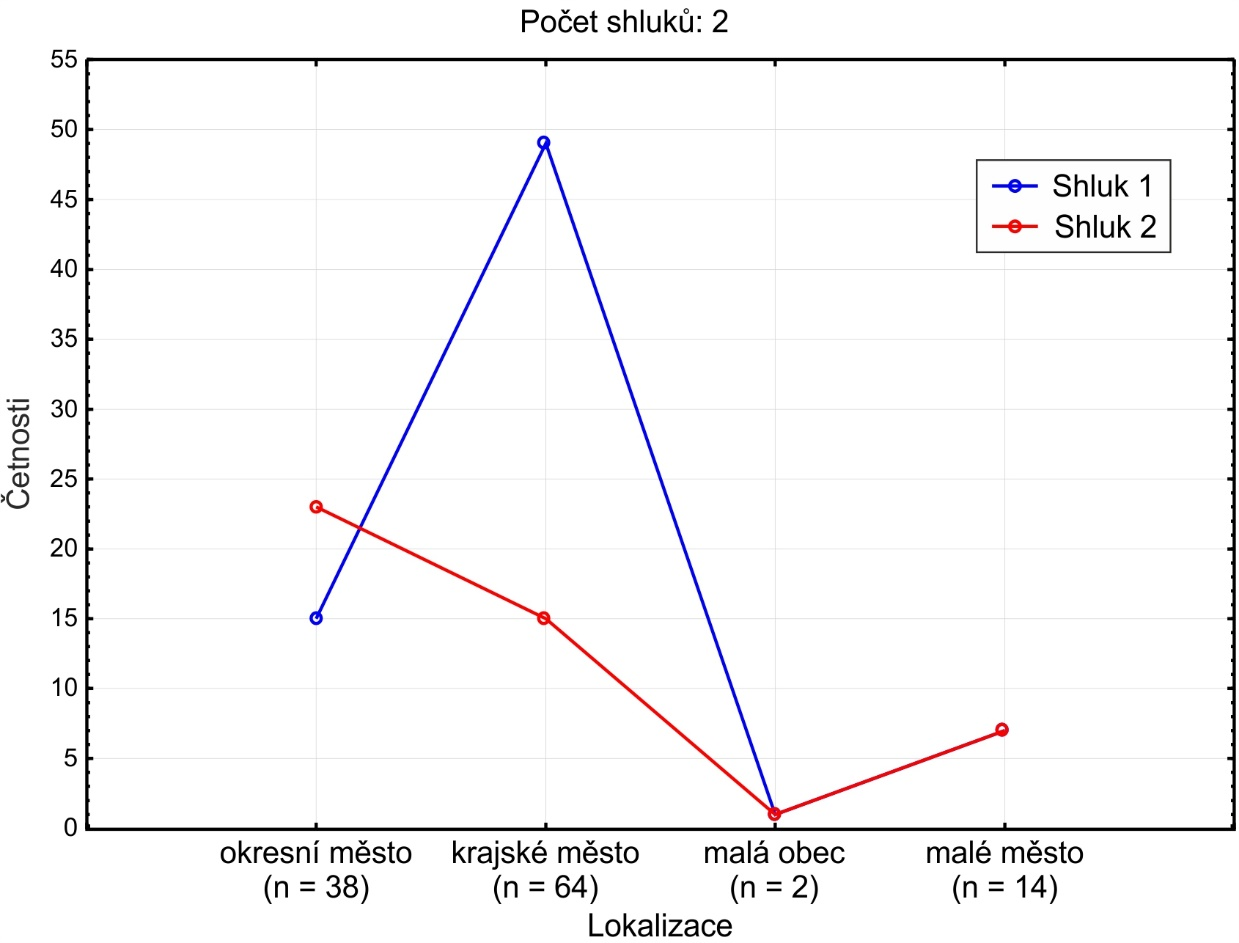 Počet shluků: 2
55
50
45
40
35
30
25
20
15
10
5
0
Četnosti
Shluk 1
Shluk 2
okresní město krajské město malá obec malé město
(n = 38) (n = 64) (n = 2) (n = 14)
Lokalizace